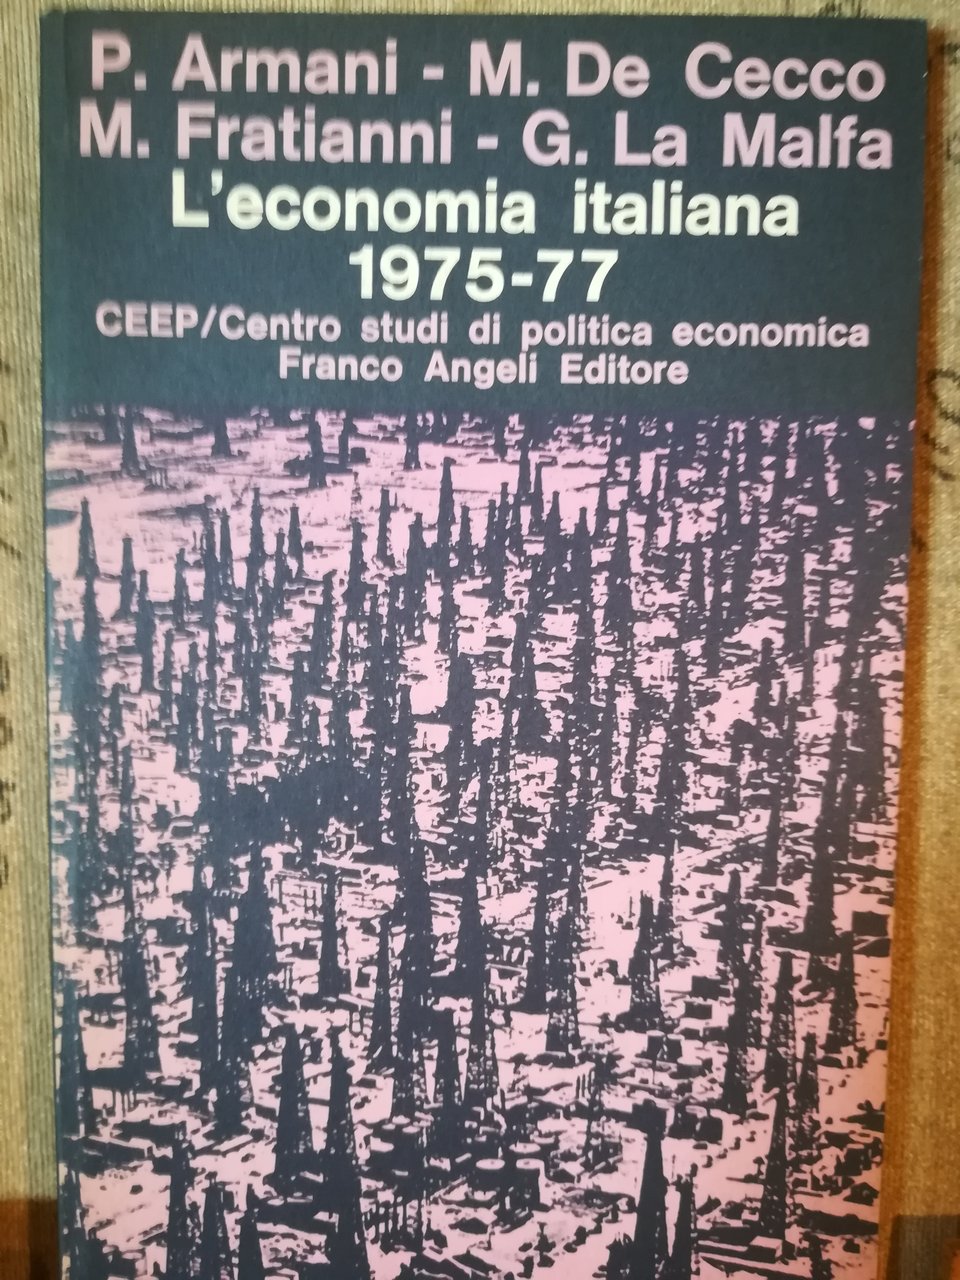 P. Armani - M. De Cecco
M. Fratianni - G. La Malfa
L'economia italiana
1975-77
CEEP/Centro studi di politica economica
Franco Angeli Editore